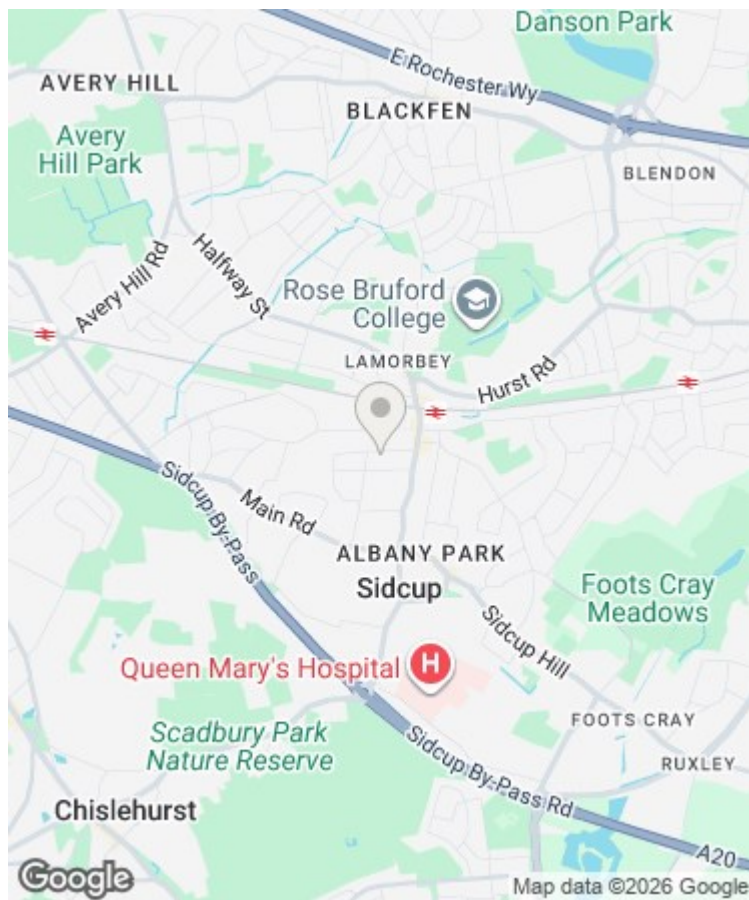 Danson Park
E Rochester Wy
AVERY HILL
BLACKFEN
Avery
Hill Park
BLENDON
Avery Hill Rd
Halfway St
Rose Bruford
College
LAMORBEY
Hurst Rd
Sidcup By-Pass
Main Rd
ALBANY PARK
Sidcup
Foots Cray
Meadows
Sidcup Hill
Queen Mary's Hospital
H
FOOTS CRAY
Scadbury Park
Nature Reserve
Sidcup By-Pass Rd
RUXLEY
Chislehurst
A20
Google
Map data ©2026 Google